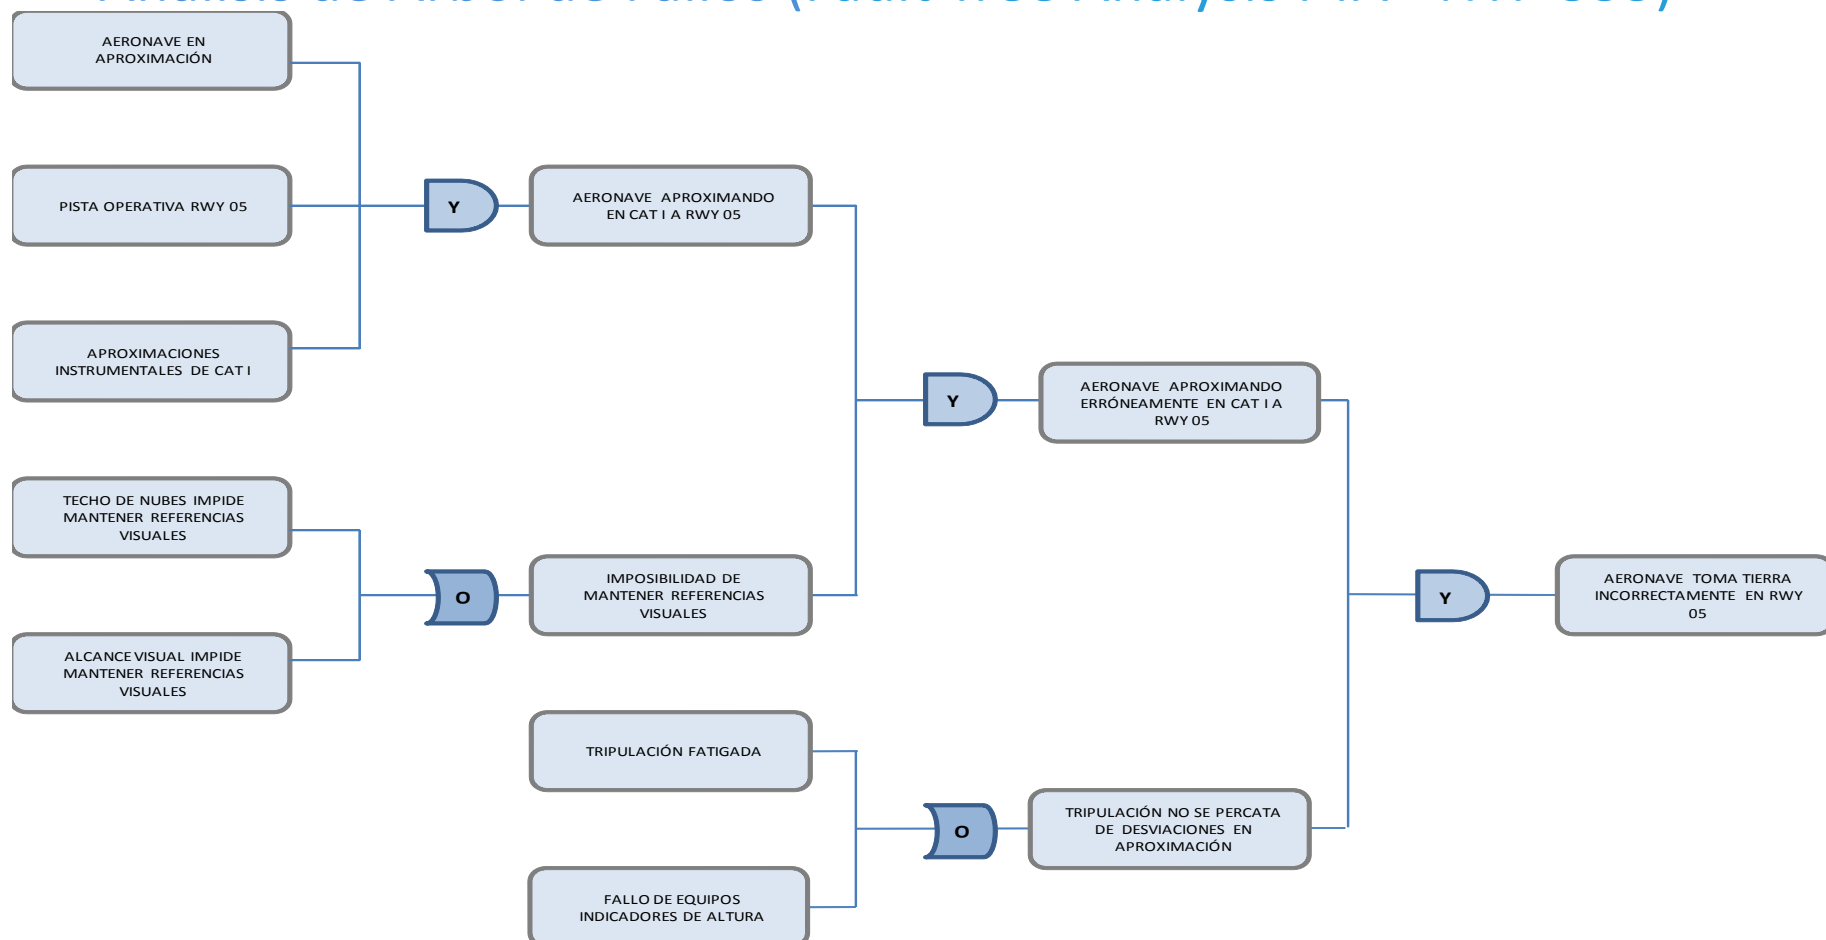 AERONAVE EN
APROXIMACIÓN
PISTA OPERATIVA RWY 05
Y
AERONAVE APROXIMANDO
EN CAT I A RWY 05
APROXIMACIONES
INSTRUMENTALES DE CAT I
Y
AERONAVE APROXIMANDO
ERRÓNEAMENTE EN CAT I A
RWY 05
TECHO DE NUBES IMPIDE
MANTENER REFERENCIAS
VISUALES
O
IMPOSIBILIDAD DE
MANTENER REFERENCIAS
VISUALES
Y
AERONAVE TOMA TIERRA
INCORRECTAMENTE EN RWY
05
ALCANCE VISUAL IMPIDE
MANTENER REFERENCIAS
VISUALES
TRIPULACIÓN FATIGADA
O
TRIPULACIÓN NO SE PERCATA
DE DESVIACIONES EN
APROXIMACIÓN
FALLO DE EQUIPOS
INDICADORES DE ALTURA